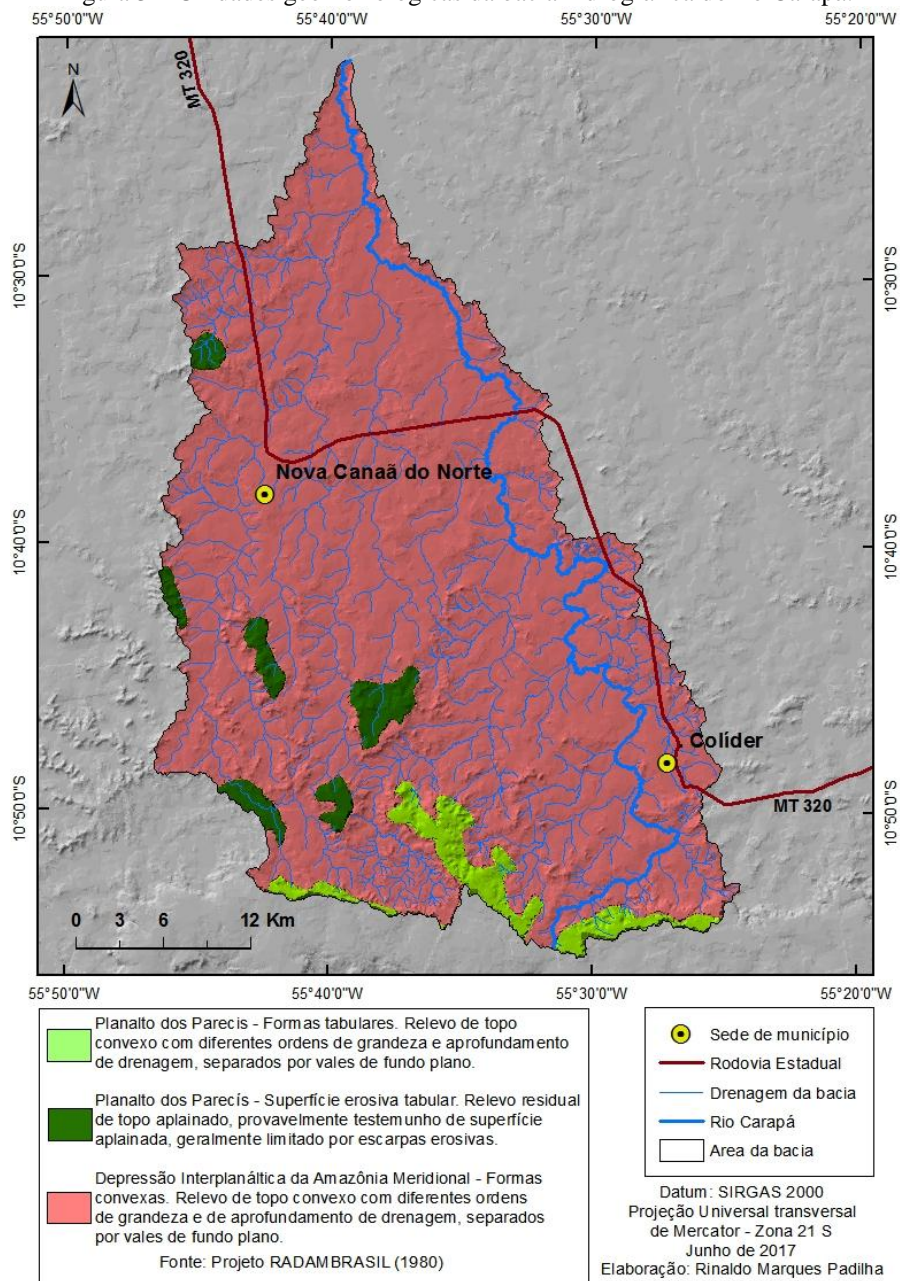 55°50'0"W 55°40'0"W 55°30'0"W 55°20'0"W
N
MT 320
10°30'0"S
10°30'0"S
Nova Canaã do Norte
10°40'0"S
10°40'0"S
Colíder
10°50'0"S
10°50'0"S
MT 320
0 3 6 12 Km
55°50'0"W 55°40'0"W 55°30'0"W 55°20'0"W
Planalto dos Parecis - Formas tabulares. Relevo de topo
convexo com diferentes ordens de grandeza e aprofundamento
de drenagem, separados por vales de fundo plano.
Planalto dos Parecís - Superfície erosiva tabular. Relevo residual
de topo aplainado, provavelmente testemunho de superfície
aplainada, geralmente limitado por escarpas erosivas.
Depressão Interplanáltica da Amazônia Meridional - Formas
convexas. Relevo de topo convexo com diferentes ordens
de grandeza e de aprofundamento de drenagem, separados
por vales de fundo plano.
Fonte: Projeto RADAMBRASIL (1980)
Sede de município
Rodovia Estadual
Drenagem da bacia
Rio Carapá
Area da bacia
Datum: SIRGAS 2000
Projeção Universal transversal
de Mercator - Zona 21 S
Junho de 2017
Elaboração: Rinaldo Marques Padilha